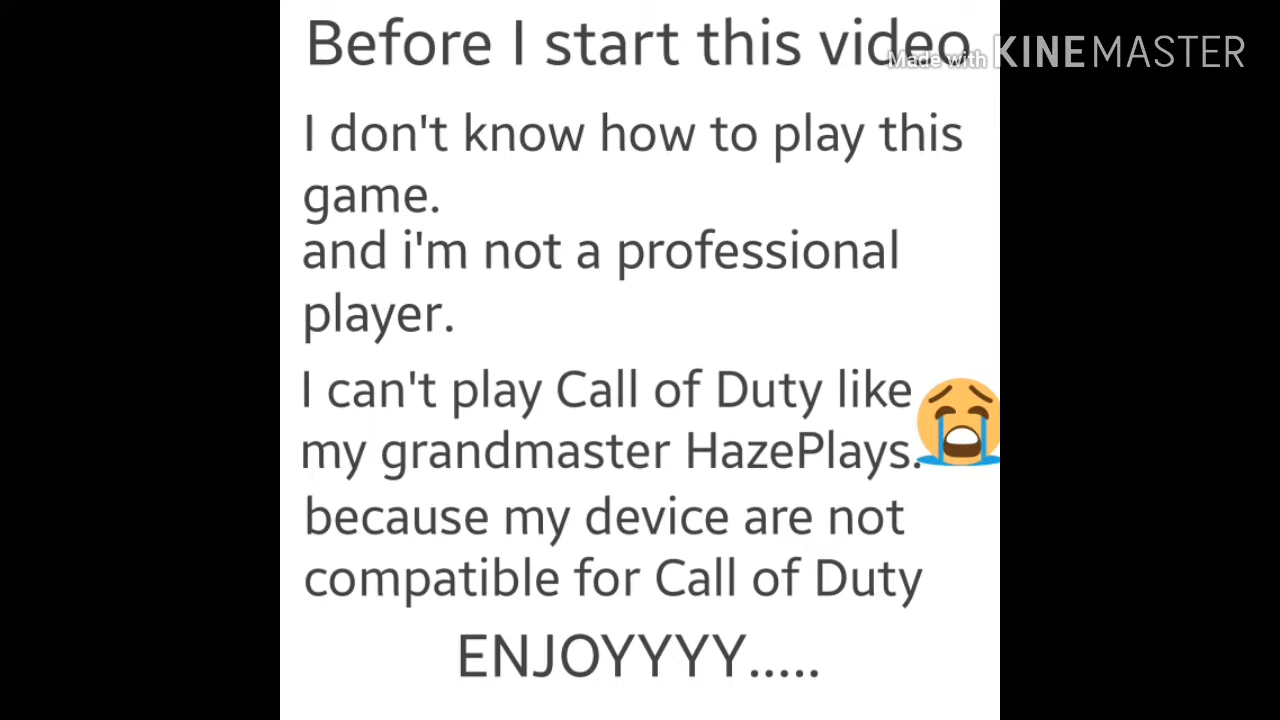 Before I start this video
Made with KINEMASTER
I don't know how to play this
game.
and i'm not a professional
player.
I can't play Call of Duty like
my grandmaster HazePlays.
because my device are not
compatible for Call of Duty
ENJOYYYY.....